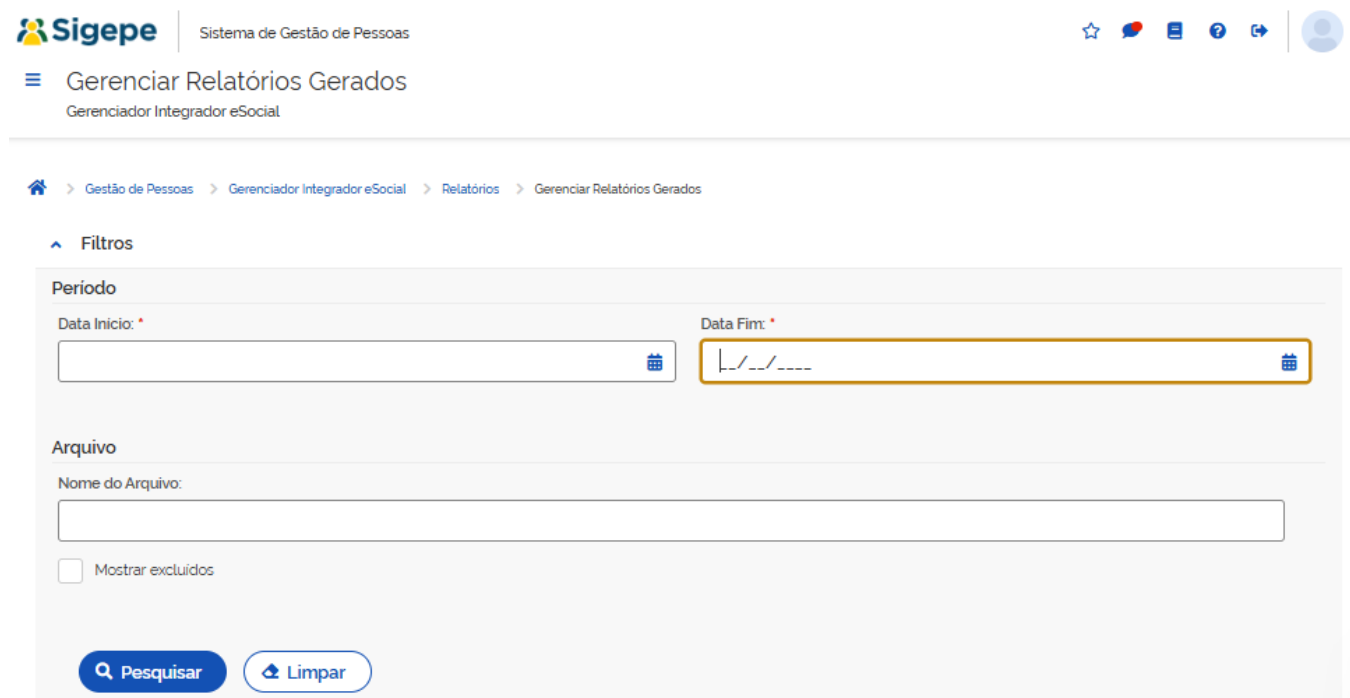 Sigepe Sistema de Gestão de Pessoas
Gerenciar Relatórios Gerados
Gerenciador Integrador eSocial
Gestão de Pessoas > Gerenciador Integrador eSocial > Relatórios > Gerenciar Relatórios Gerados
Filtros
Período
Data Início: * Data Fim: *
__/__/____
Arquivo
Nome do Arquivo:
Mostrar excluídos
Pesquisar Limpar